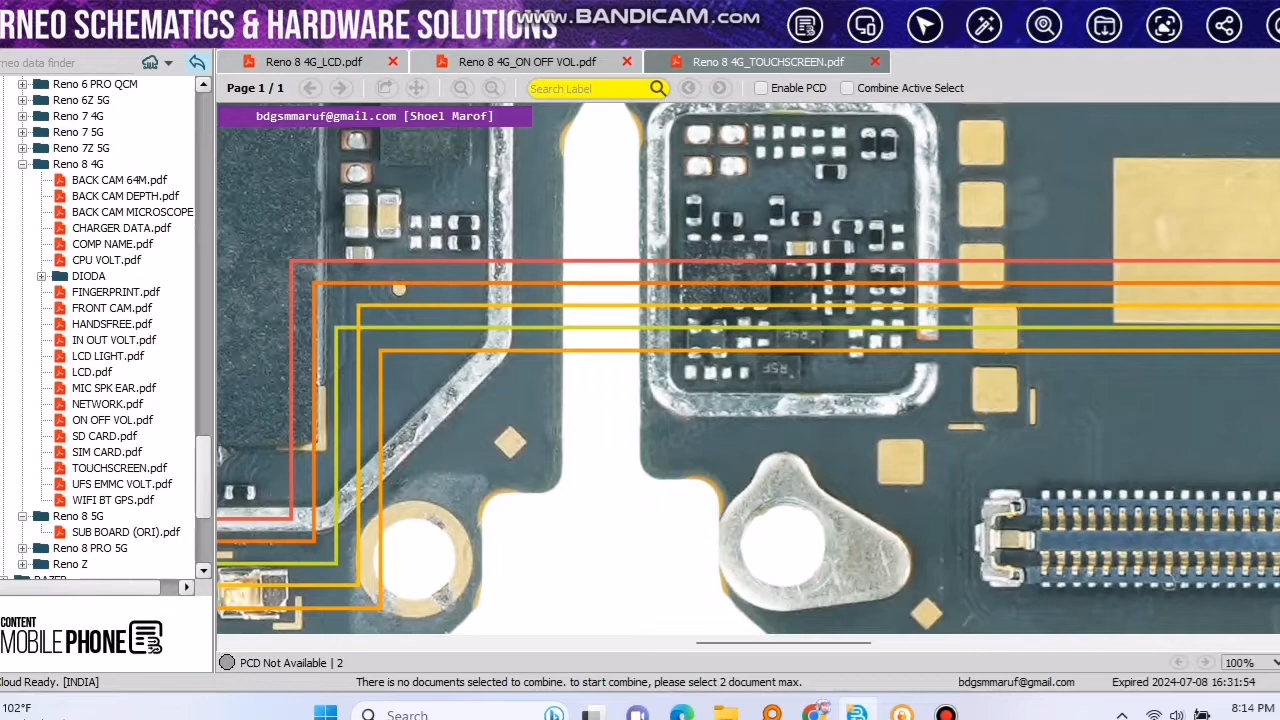 RNEO SCHEMATICS & HARDWARE SOLUTIONS
www.BANDICAM.com
rneo data finder
Reno 8 4G_LCD.pdf
Reno 8 4G_ON OFF VOL.pdf
Reno 8 4G_TOUCHSCREEN.pdf
Page 1 / 1
Search Label
Enable PCD
Combine Active Select
bdgsmmaruf@gmail.com [Shoel Marof]
Reno 6 PRO QCM
Reno 6Z 5G
Reno 7 4G
Reno 7 5G
Reno 7Z 5G
Reno 8 4G
BACK CAM 64M.pdf
BACK CAM DEPTH.pdf
BACK CAM MICROSCOPE
CHARGER DATA.pdf
COMP NAME.pdf
CPU VOLT.pdf
DIODA
FINGERPRINT.pdf
FRONT CAM.pdf
HANDSFREE.pdf
IN OUT VOLT.pdf
LCD LIGHT.pdf
LCD.pdf
MIC SPK EAR.pdf
NETWORK.pdf
ON OFF VOL.pdf
SD CARD.pdf
SIM CARD.pdf
TOUCHSCREEN.pdf
UFS EMMC VOLT.pdf
WIFI BT GPS.pdf
Reno 8 5G
SUB BOARD (ORI).pdf
Reno 8 PRO 5G
Reno Z
CONTENT
MOBILE PHONE
PCD Not Available | 2
100%
Cloud Ready. [INDIA]
There is no documents selected to combine. to start combine, please select 2 document max.
bdgsmmaruf@gmail.com
Expired 2024-07-08 16:31:54
102°F
Search
8:14 PM